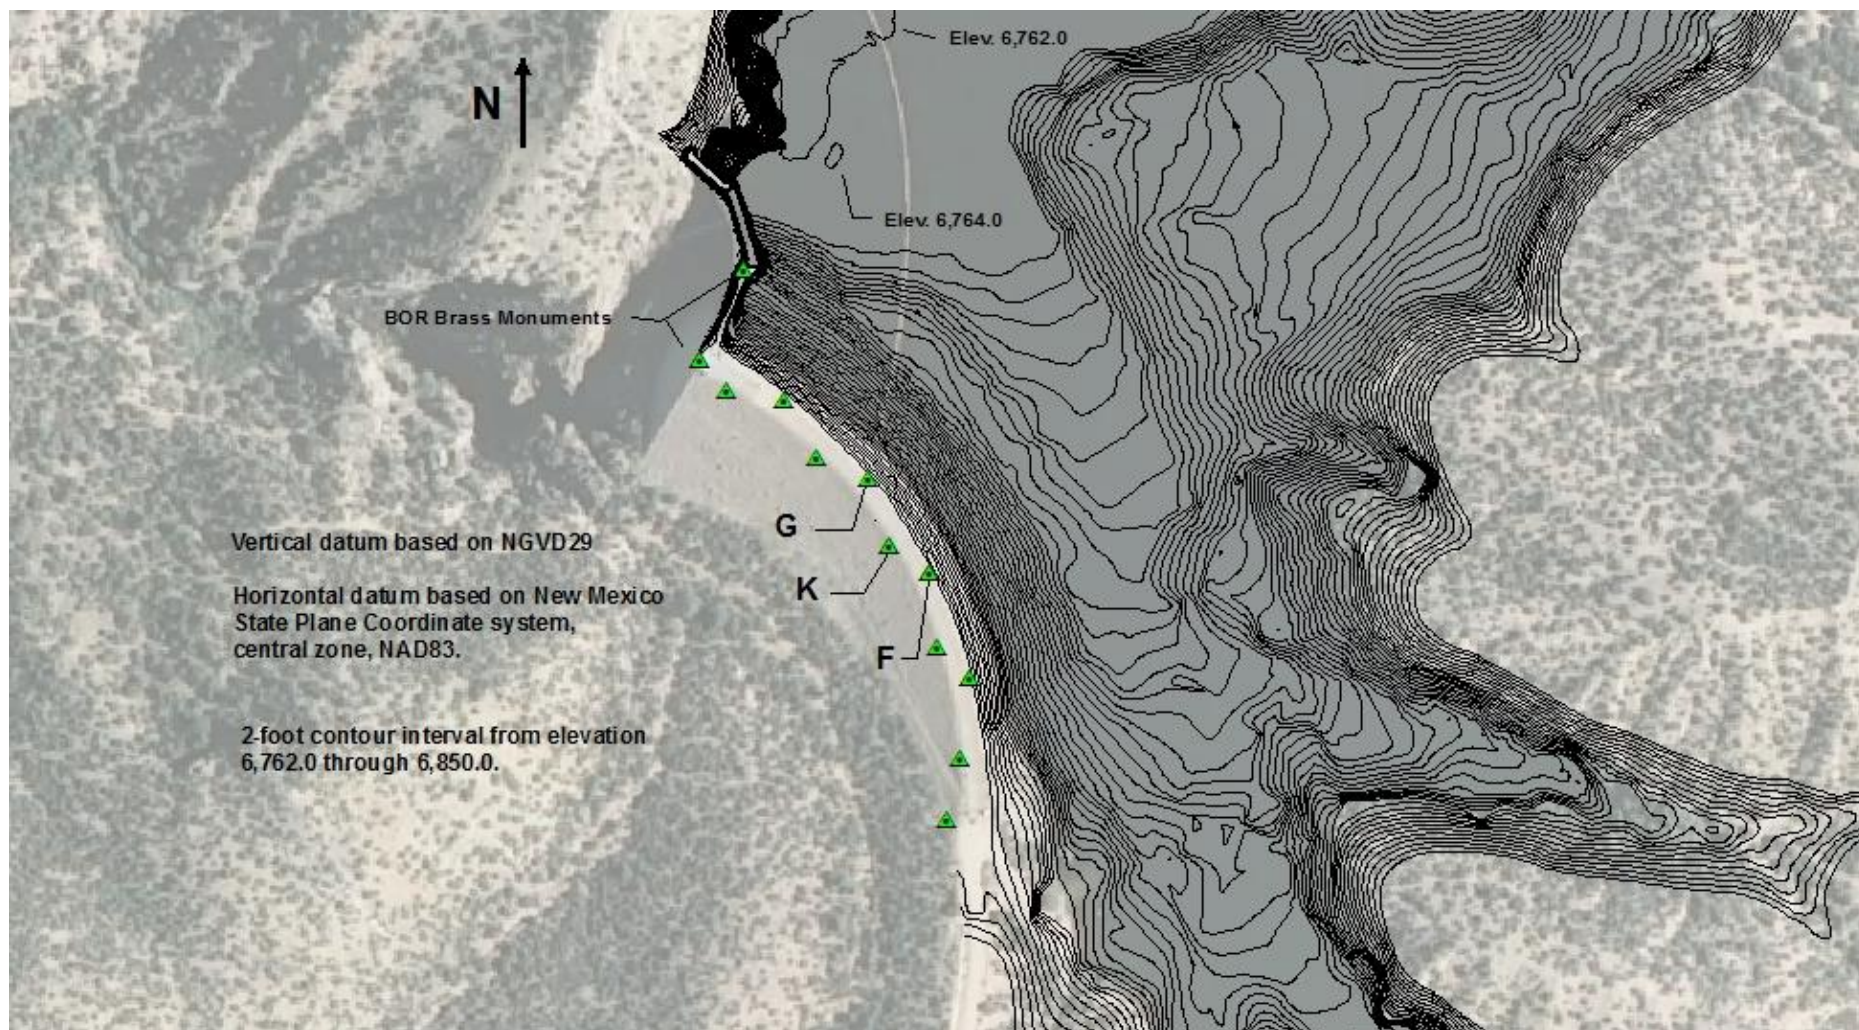 Elev. 6,762.0
N
Elev. 6,764.0
BOR Brass Monuments
G
Vertical datum based on NGVD29
K
Horizontal datum based on New Mexico
State Plane Coordinate system,
central zone, NAD83.
F
2-foot contour interval from elevation
6,762.0 through 6,850.0.